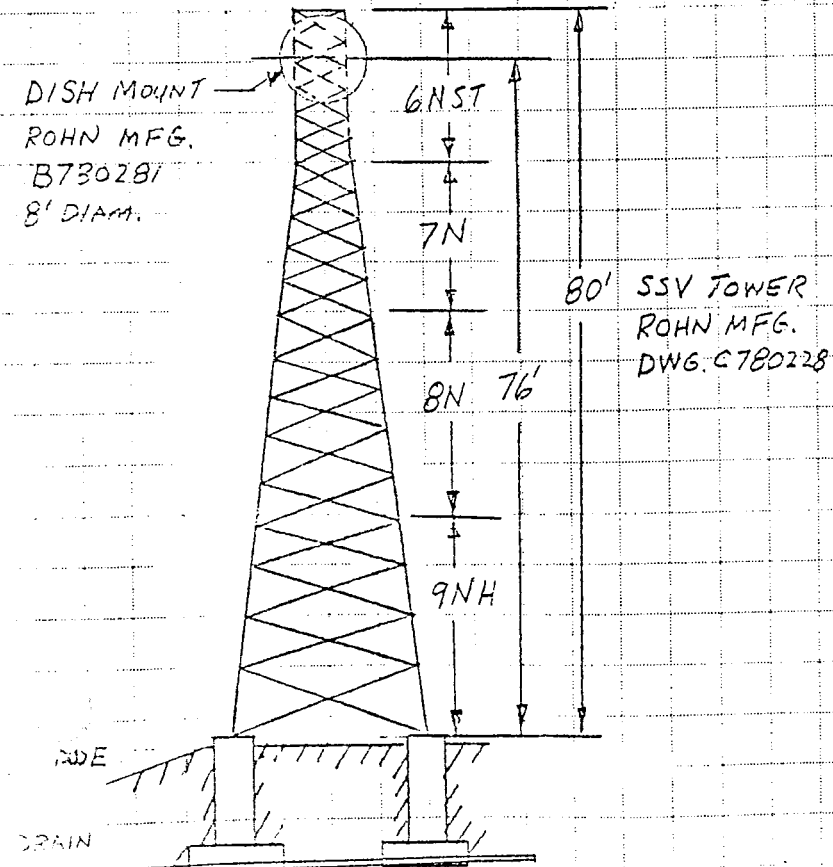 DISH MOUNT
ROHN MFG.
B730281
8' DIAM.
6NST
7N
8N
9NH
76'
80'
SSV TOWER
ROHN MFG.
DWG. C780228
DRAIN